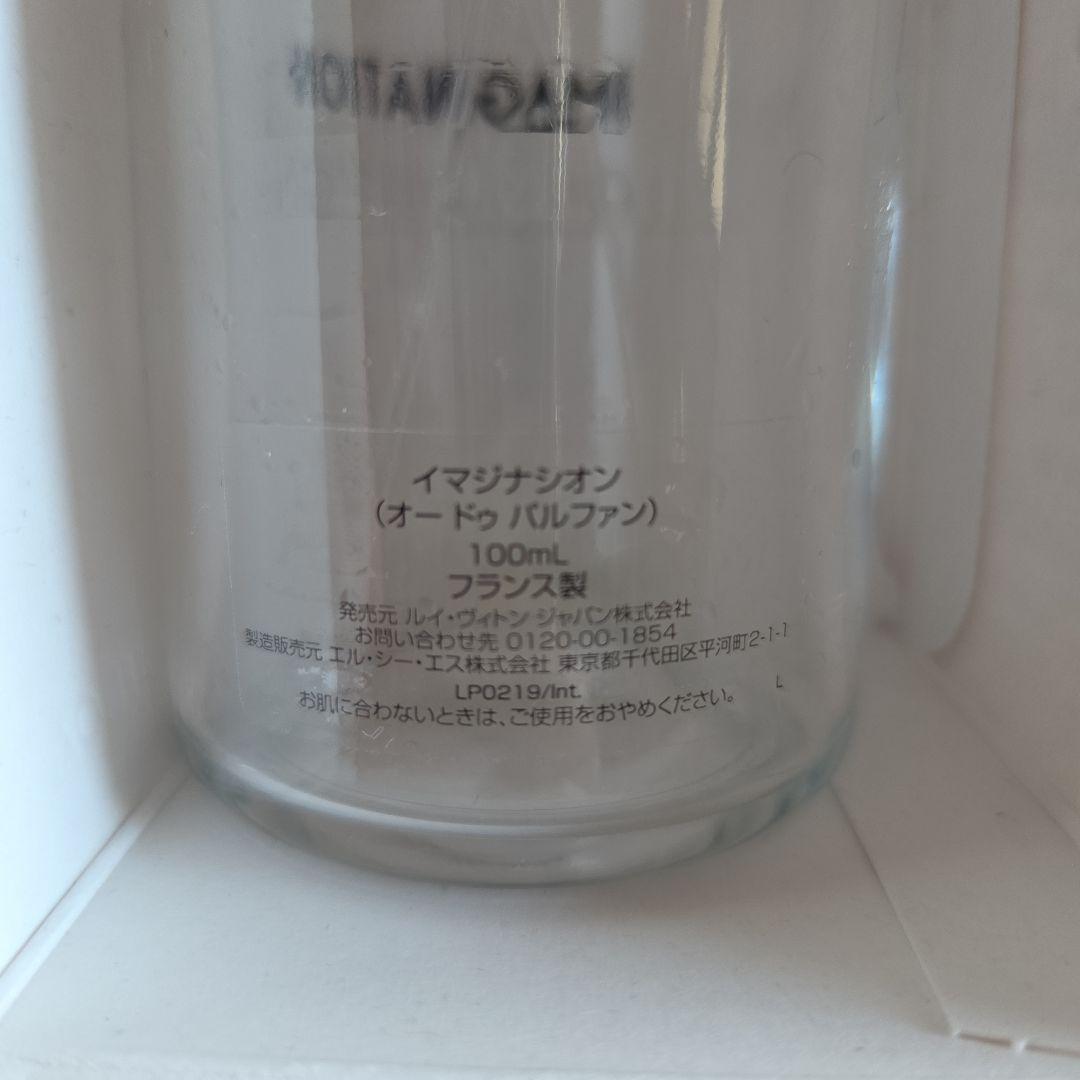 IMAGINATION
イマジナシオン
(オー ドゥ パルファン)
100mL
フランス製
発売元 ルイ・ヴィトン ジャパン株式会社
お問い合わせ先 0120-00-1854
製造販売元 エル・シー・エス株式会社 東京都千代田区平河町2-1-1
LP0219/Int.
L
お肌に合わないときは、ご使用をおやめください。